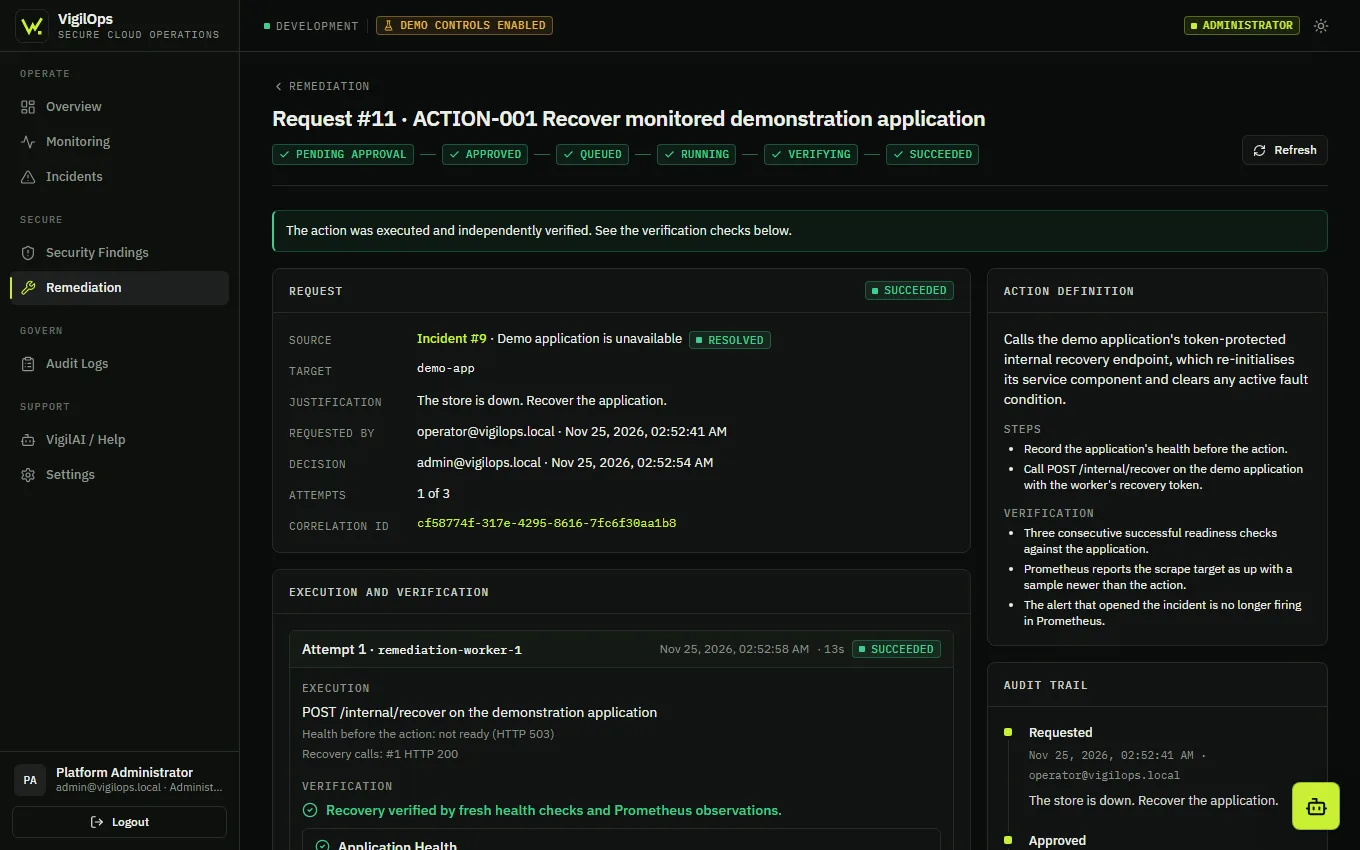 VigilOps
SECURE CLOUD OPERATIONS
OPERATE
Overview
Monitoring
Incidents
SECURE
Security Findings
Remediation
GOVERN
Audit Logs
SUPPORT
VigilAI / Help
Settings
PA
Platform Administrator
admin@vigilops.local · Administ...
Logout
DEVELOPMENT
DEMO CONTROLS ENABLED
ADMINISTRATOR
REMEDIATION
Request #11 · ACTION-001 Recover monitored demonstration application
PENDING APPROVAL
APPROVED
QUEUED
RUNNING
VERIFYING
SUCCEEDED
Refresh
The action was executed and independently verified. See the verification checks below.
REQUEST
SUCCEEDED
SOURCE
Incident #9 · Demo application is unavailable
RESOLVED
TARGET
demo-app
JUSTIFICATION
The store is down. Recover the application.
REQUESTED BY
operator@vigilops.local · Nov 25, 2026, 02:52:41 AM
DECISION
admin@vigilops.local · Nov 25, 2026, 02:52:54 AM
ATTEMPTS
1 of 3
CORRELATION ID
cf58774f-317e-4295-8616-7fc6f30aa1b8
EXECUTION AND VERIFICATION
Attempt 1 · remediation-worker-1
Nov 25, 2026, 02:52:58 AM · 13s
SUCCEEDED
EXECUTION
POST /internal/recover on the demonstration application
Health before the action: not ready (HTTP 503)
Recovery calls: #1 HTTP 200
VERIFICATION
Recovery verified by fresh health checks and Prometheus observations.
Application Health
ACTION DEFINITION
Calls the demo application's token-protected
internal recovery endpoint, which re-initialises
its service component and clears any active fault
condition.
STEPS
Record the application's health before the action.
Call POST /internal/recover on the demo application
with the worker's recovery token.
VERIFICATION
Three consecutive successful readiness checks
against the application.
Prometheus reports the scrape target as up with a
sample newer than the action.
The alert that opened the incident is no longer firing
in Prometheus.
AUDIT TRAIL
Requested
Nov 25, 2026, 02:52:41 AM ·
operator@vigilops.local
The store is down. Recover the application.
Approved